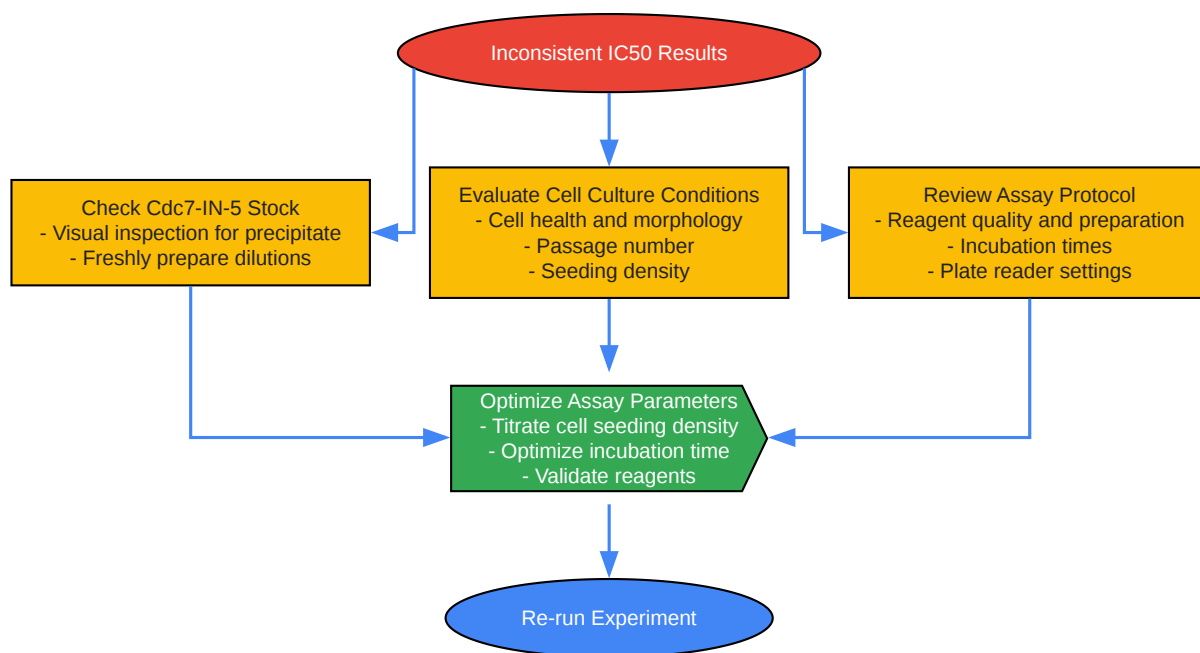 Inconsistent IC50 Results
Check Cdc7-IN-5 Stock
- Visual inspection for precipitate
- Freshly prepare dilutions
Evaluate Cell Culture Conditions
- Cell health and morphology
- Passage number
- Seeding density
Review Assay Protocol
- Reagent quality and preparation
- Incubation times
- Plate reader settings
Optimize Assay Parameters
- Titrate cell seeding density
- Optimize incubation time
- Validate reagents
Re-run Experiment